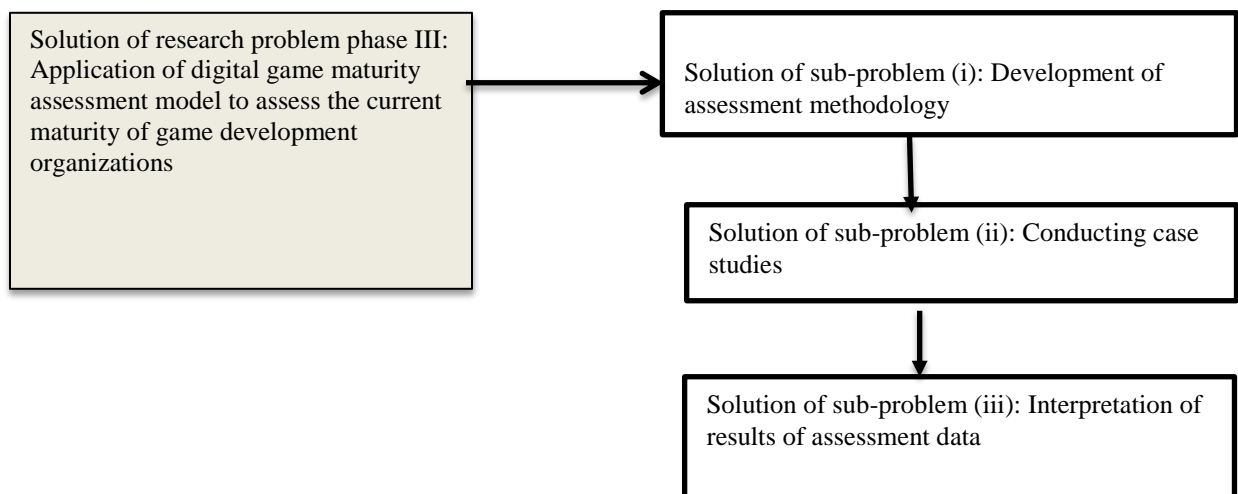 Solution of research problem phase III:
Application of digital game maturity
assessment model to assess the current
maturity of game development
organizations
Solution of sub-problem (i): Development of
assessment methodology
Solution of sub-problem (ii): Conducting case
studies
Solution of sub-problem (iii): Interpretation of
results of assessment data